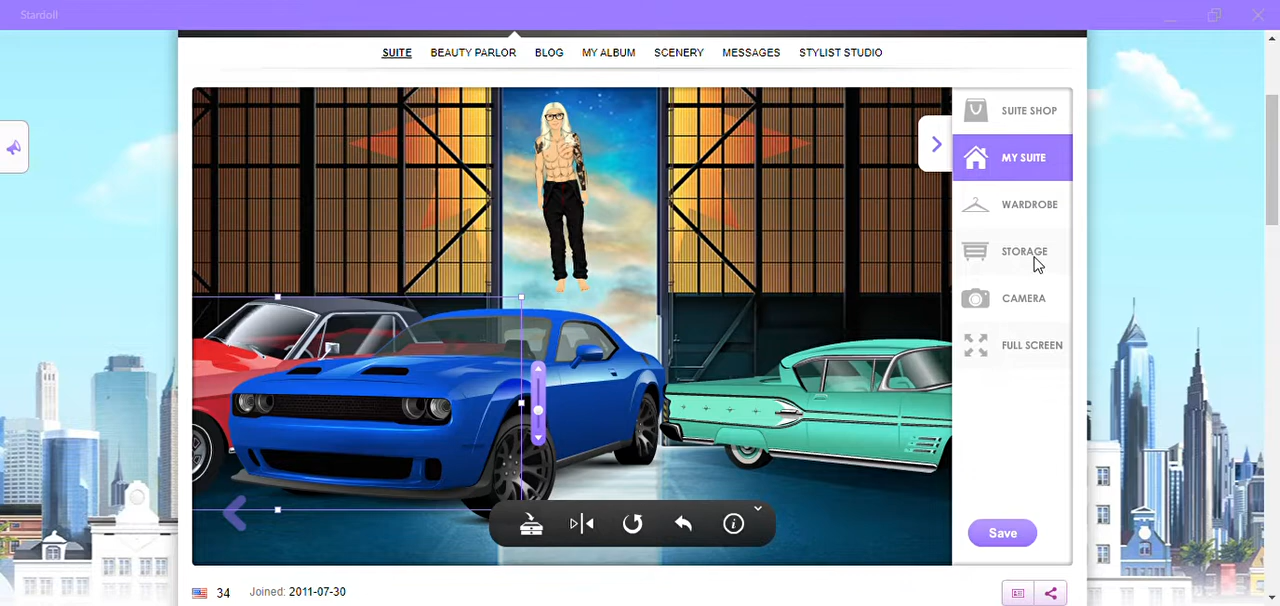 Stardoll
SUITE BEAUTY PARLOR BLOG MY ALBUM SCENERY MESSAGES STYLIST STUDIO
SUITE SHOP
MY SUITE
WARDROBE
STORAGE
CAMERA
FULL SCREEN
Save
34 Joined: 2011-07-30